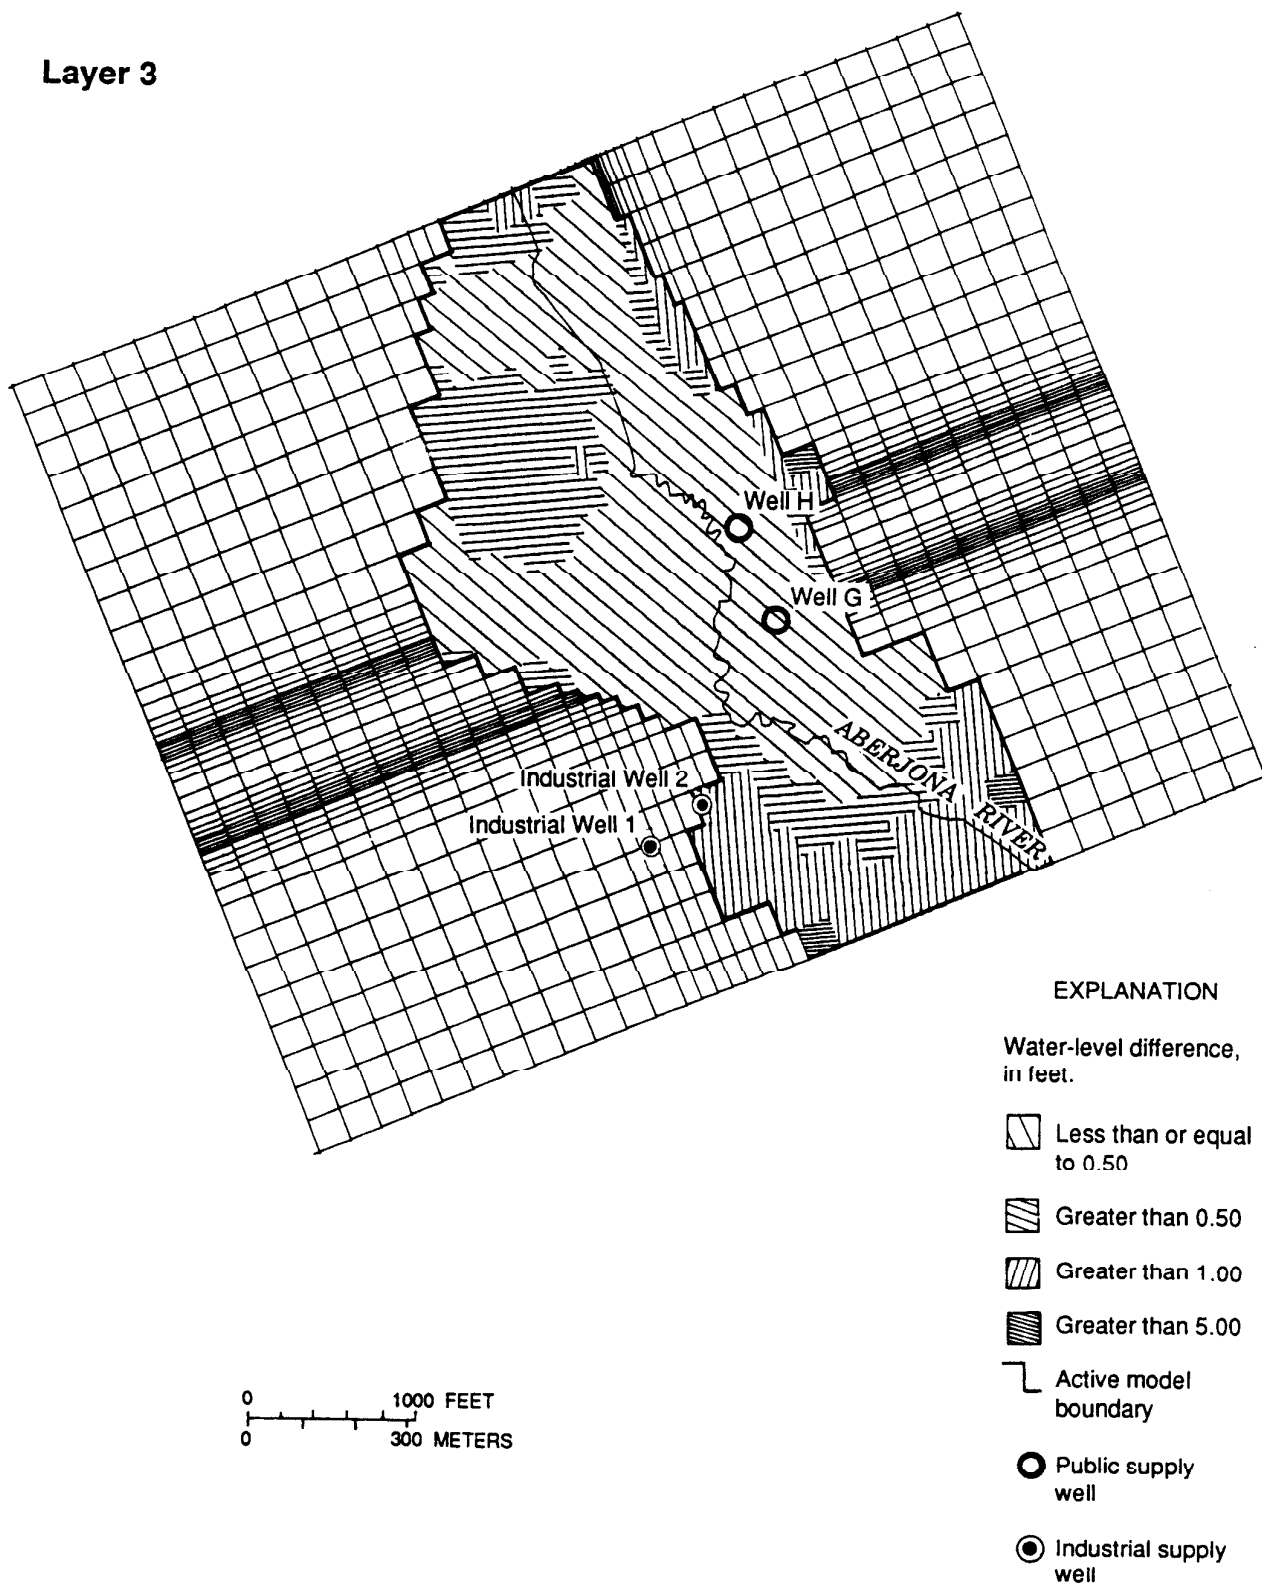 Layer 3
Well H
Well G
ABERJONA RIVER
Industrial Well 2
Industrial Well 1
EXPLANATION
Water-level difference,
in feet.
Less than or equal
to 0.50
Greater than 0.50
Greater than 1.00
Greater than 5.00
Active model
boundary
Public supply
well
Industrial supply
well
0 1000 FEET
0 300 METERS